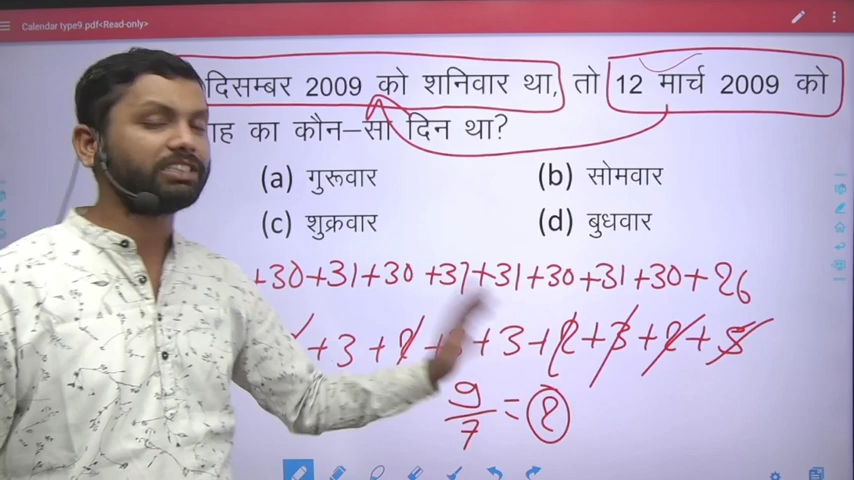 Calendar type9.pdf<Read-only>
दिसम्बर 2009 को शनिवार था, तो 12 मार्च 2009 को
ाह का कौन–सा दिन था?
(a) गुरूवार (b) सोमवार
(c) शुक्रवार (d) बुधवार
+30+31+30+31+31+30+31+30+26
+3+2+3+3+2+3+2+5
9/7=2